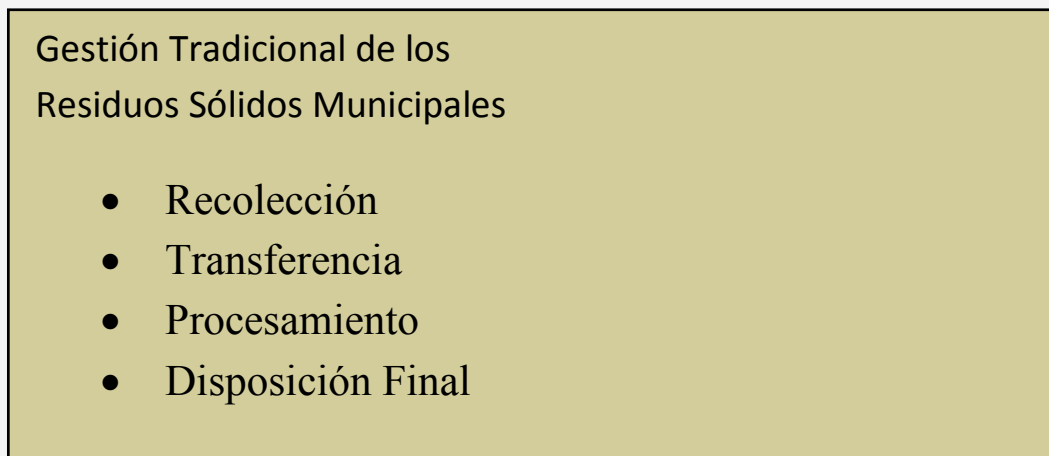 Gestión Tradicional de los
Residuos Sólidos Municipales
• Recolección
• Transferencia
• Procesamiento
• Disposición Final